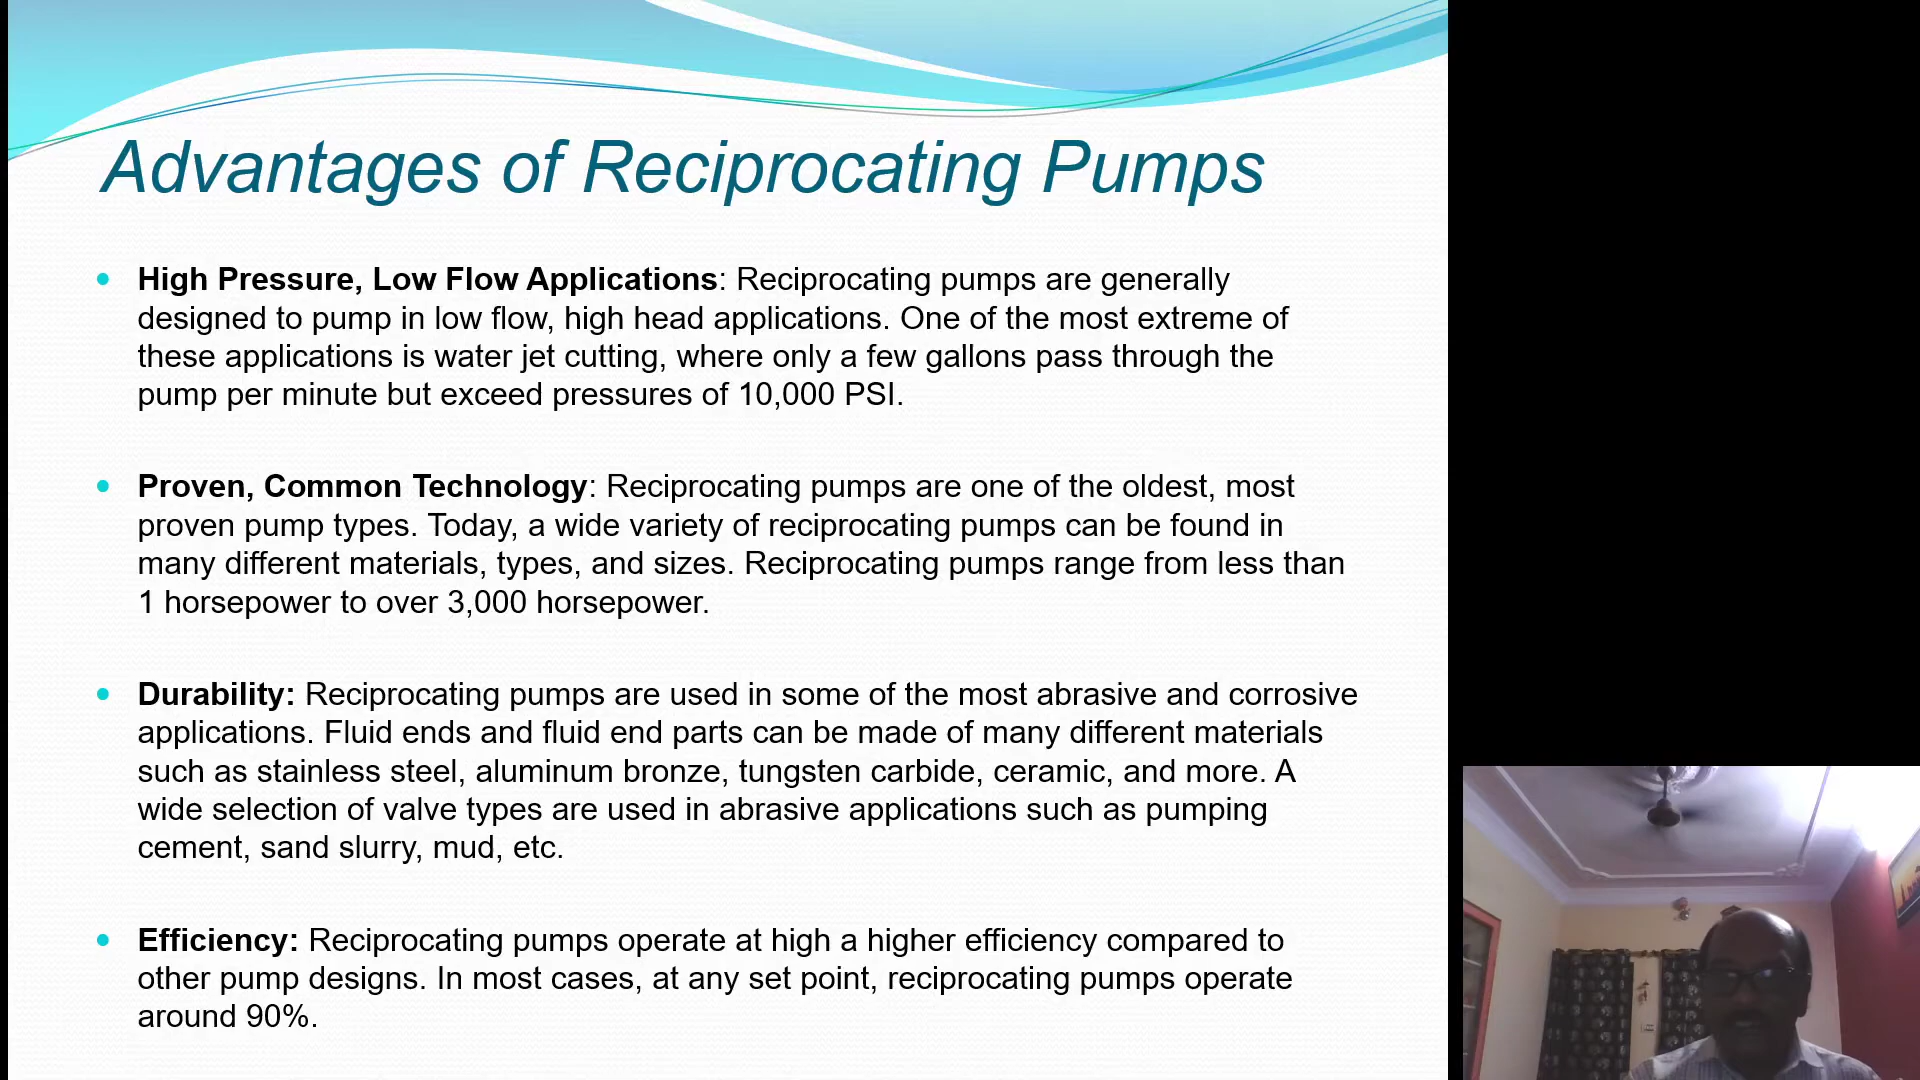 Advantages of Reciprocating Pumps
• High Pressure, Low Flow Applications: Reciprocating pumps are generally
designed to pump in low flow, high head applications. One of the most extreme of
these applications is water jet cutting, where only a few gallons pass through the
pump per minute but exceed pressures of 10,000 PSI.
• Proven, Common Technology: Reciprocating pumps are one of the oldest, most
proven pump types. Today, a wide variety of reciprocating pumps can be found in
many different materials, types, and sizes. Reciprocating pumps range from less than
1 horsepower to over 3,000 horsepower.
• Durability: Reciprocating pumps are used in some of the most abrasive and corrosive
applications. Fluid ends and fluid end parts can be made of many different materials
such as stainless steel, aluminum bronze, tungsten carbide, ceramic, and more. A
wide selection of valve types are used in abrasive applications such as pumping
cement, sand slurry, mud, etc.
• Efficiency: Reciprocating pumps operate at high a higher efficiency compared to
other pump designs. In most cases, at any set point, reciprocating pumps operate
around 90%.